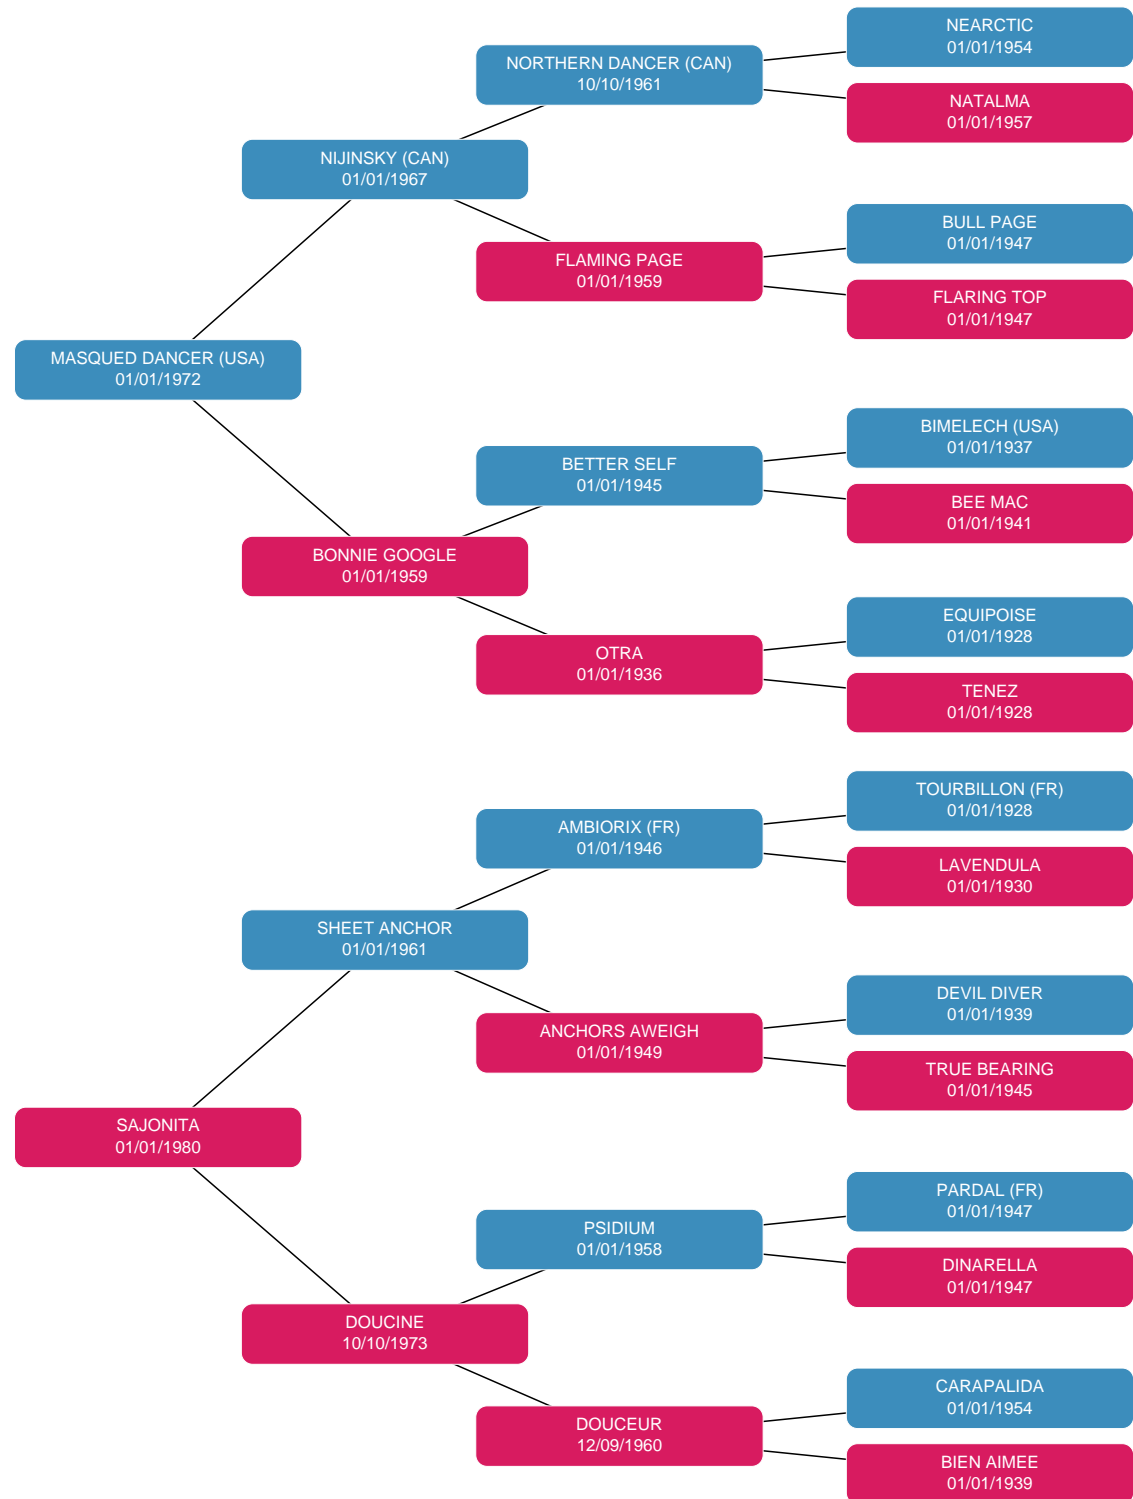 NEARCTIC
01/01/1954
NORTHERN DANCER (CAN)
10/10/1961
NATALMA
01/01/1957
NIJINSKY (CAN)
01/01/1967
BULL PAGE
01/01/1947
FLAMING PAGE
01/01/1959
FLARING TOP
01/01/1947
MASQUED DANCER (USA)
01/01/1972
BIMELECH (USA)
01/01/1937
BETTER SELF
01/01/1945
BEE MAC
01/01/1941
BONNIE GOOGLE
01/01/1959
EQUIPOISE
01/01/1928
OTRA
01/01/1936
TENEZ
01/01/1928
TOURBILLON (FR)
01/01/1928
AMBIORIX (FR)
01/01/1946
LAVENDULA
01/01/1930
SHEET ANCHOR
01/01/1961
DEVIL DIVER
01/01/1939
ANCHORS AWEIGH
01/01/1949
TRUE BEARING
01/01/1945
SAJONITA
01/01/1980
PARDAL (FR)
01/01/1947
PSIDIUM
01/01/1958
DINARELLA
01/01/1947
DOUCINE
10/10/1973
CARAPALIDA
01/01/1954
DOUCEUR
12/09/1960
BIEN AIMEE
01/01/1939